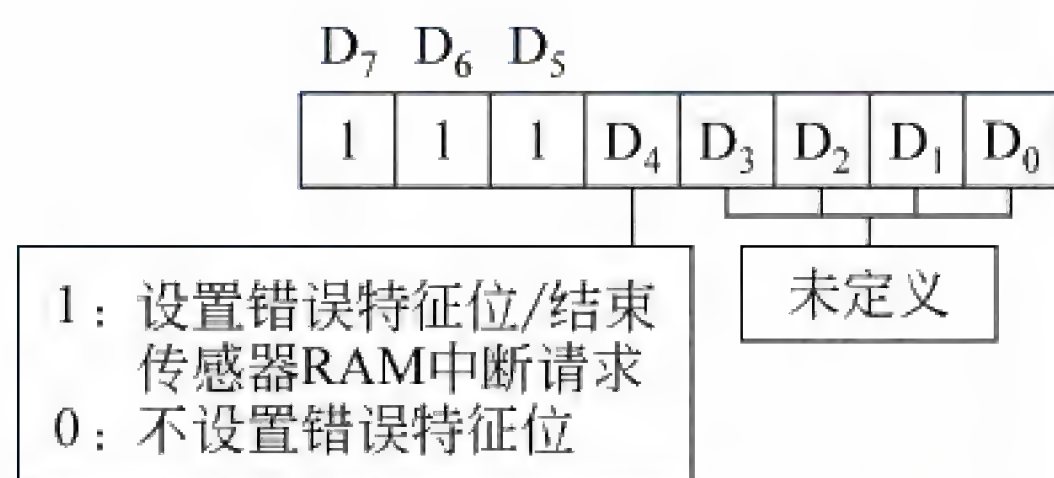 D₇ D₆ D₅
1 1 1 D₄ D₃ D₂ D₁ D₀
1：设置错误特征位/结束
传感器RAM中断请求
0：不设置错误特征位
未定义